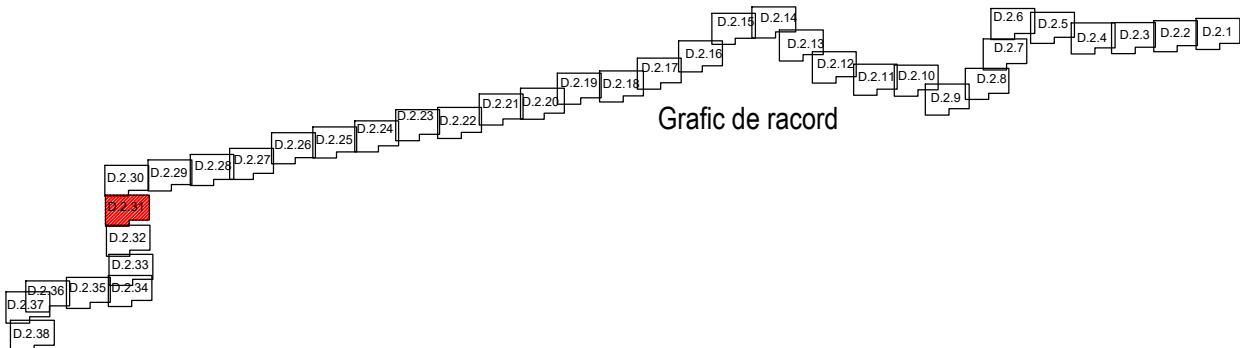 D.2.15 D.2.14 D.2.6 D.2.5 D.2.4 D.2.3 D.2.2 D.2.1
D.2.16 D.2.13 D.2.7
D.2.19 D.2.18 D.2.17 D.2.12 D.2.11 D.2.10 D.2.9 D.2.8
D.2.24 D.2.23 D.2.22 D.2.21 D.2.20
Grafic de racord
D.2.30 D.2.29 D.2.28 D.2.27 D.2.26 D.2.25
D.2.31
D.2.32
D.2.33
D.2.37 D.2.36 D.2.35 D.2.34
D.2.38